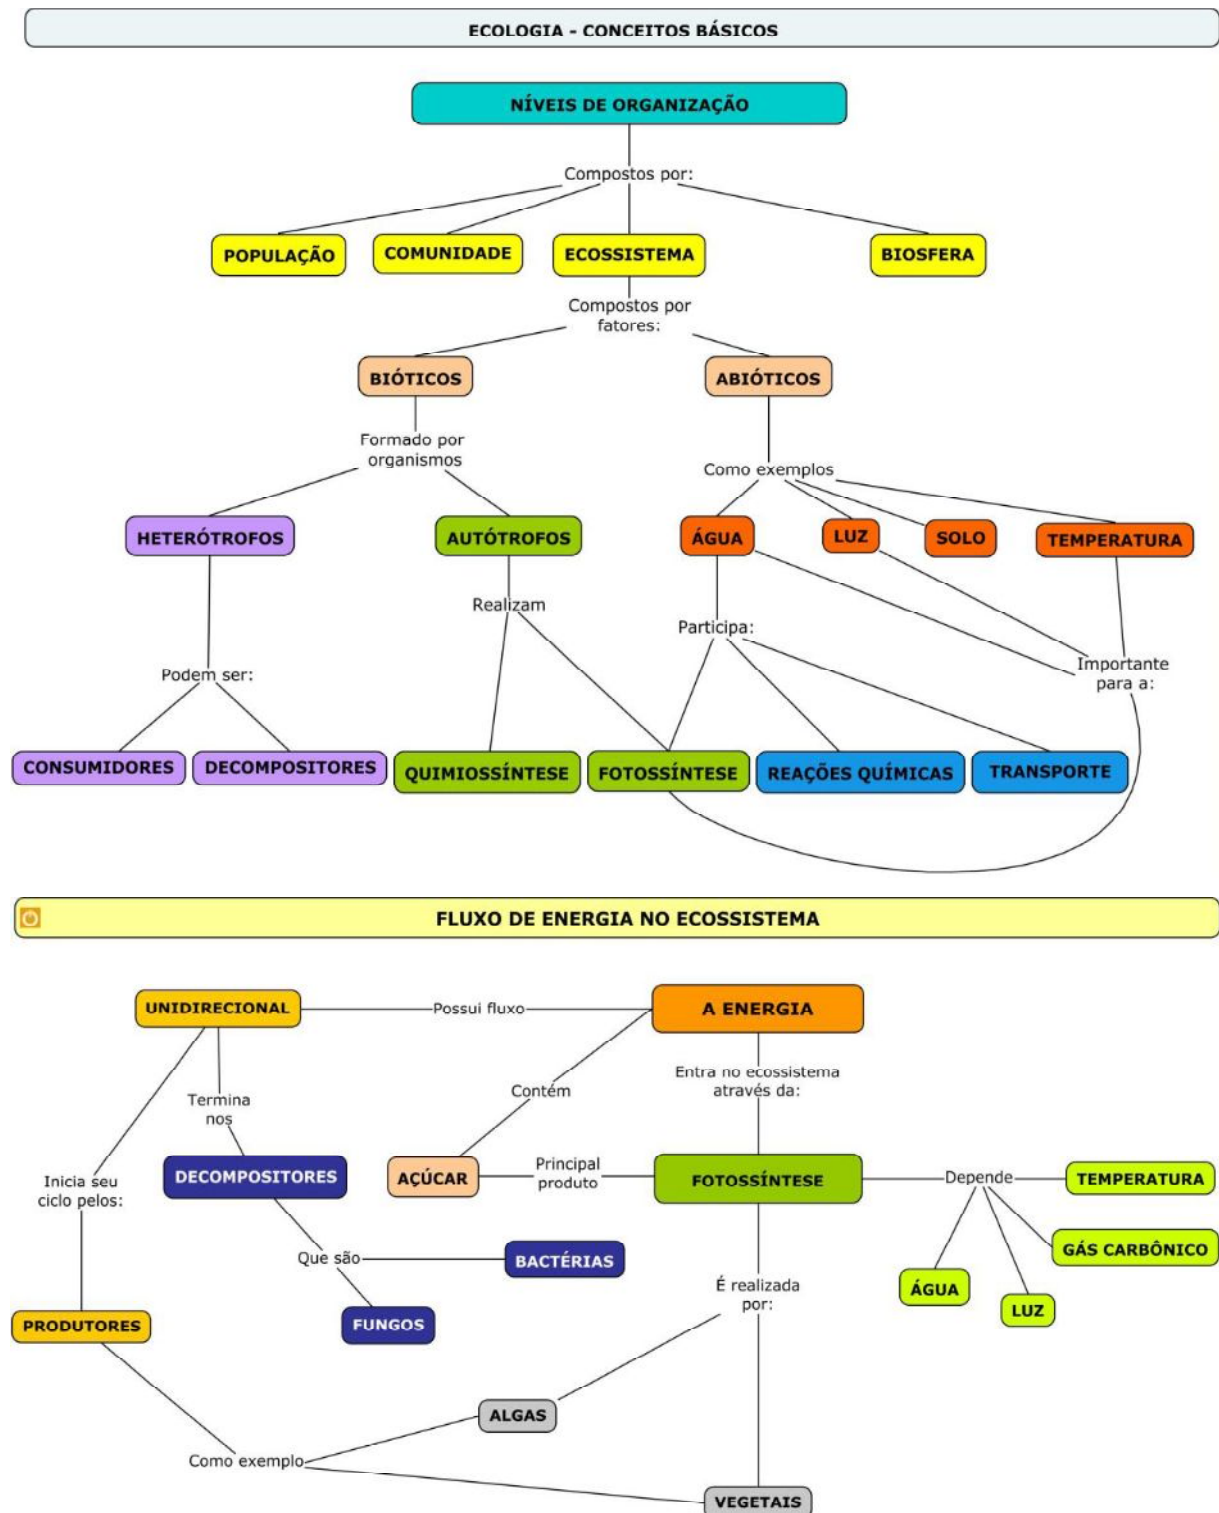 ECOLOGIA - CONCEITOS BÁSICOS
NÍVEIS DE ORGANIZAÇÃO
Compostos por:
POPULAÇÃO
COMUNIDADE
ECOSSISTEMA
BIOSFERA
Compostos por
fatores:
BIÓTICOS
ABIÓTICOS
Formado por
organismos
Como exemplos
HETERÓTROFOS
AUTÓTROFOS
ÁGUA
LUZ
SOLO
TEMPERATURA
Realizam
Participa:
Podem ser:
Importante
para a:
CONSUMIDORES
DECOMPOSITORES
QUIMIOSSÍNTESE
FOTOSSÍNTESE
REAÇÕES QUÍMICAS
TRANSPORTE
FLUXO DE ENERGIA NO ECOSSISTEMA
UNIDIRECIONAL
Possui fluxo
A ENERGIA
Termina
nos
Contém
Entra no ecossistema
através da:
Inicia seu
ciclo pelos:
DECOMPOSITORES
AÇÚCAR
Principal
produto
FOTOSSÍNTESE
Depende
TEMPERATURA
GÁS CARBÔNICO
ÁGUA
LUZ
Que são
BACTÉRIAS
FUNGOS
É realizada
por:
PRODUTORES
ALGAS
Como exemplo
VEGETAIS